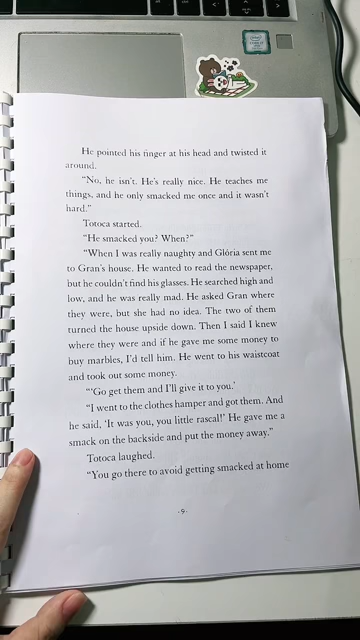 He pointed his finger at his head and twisted it
around.
“No, he isn’t. He’s really nice. He teaches me
things, and he only smacked me once and it wasn’t
hard.”
Totoca started.
“He smacked you? When?”
“When I was really naughty and Glória sent me
to Gran’s house. He wanted to read the newspaper,
but he couldn’t find his glasses. He searched high and
low, and he was really mad. He asked Gran where
they were, but she had no idea. The two of them
turned the house upside down. Then I said I knew
where they were and if he gave me some money to
buy marbles, I’d tell him. He went to his waistcoat
and took out some money.
“‘Go get them and I’ll give it to you.’
“I went to the clothes hamper and got them. And
he said, ‘It was you, you little rascal!’ He gave me a
smack on the backside and put the money away.”
Totoca laughed.
“You go there to avoid getting smacked at home
·9·